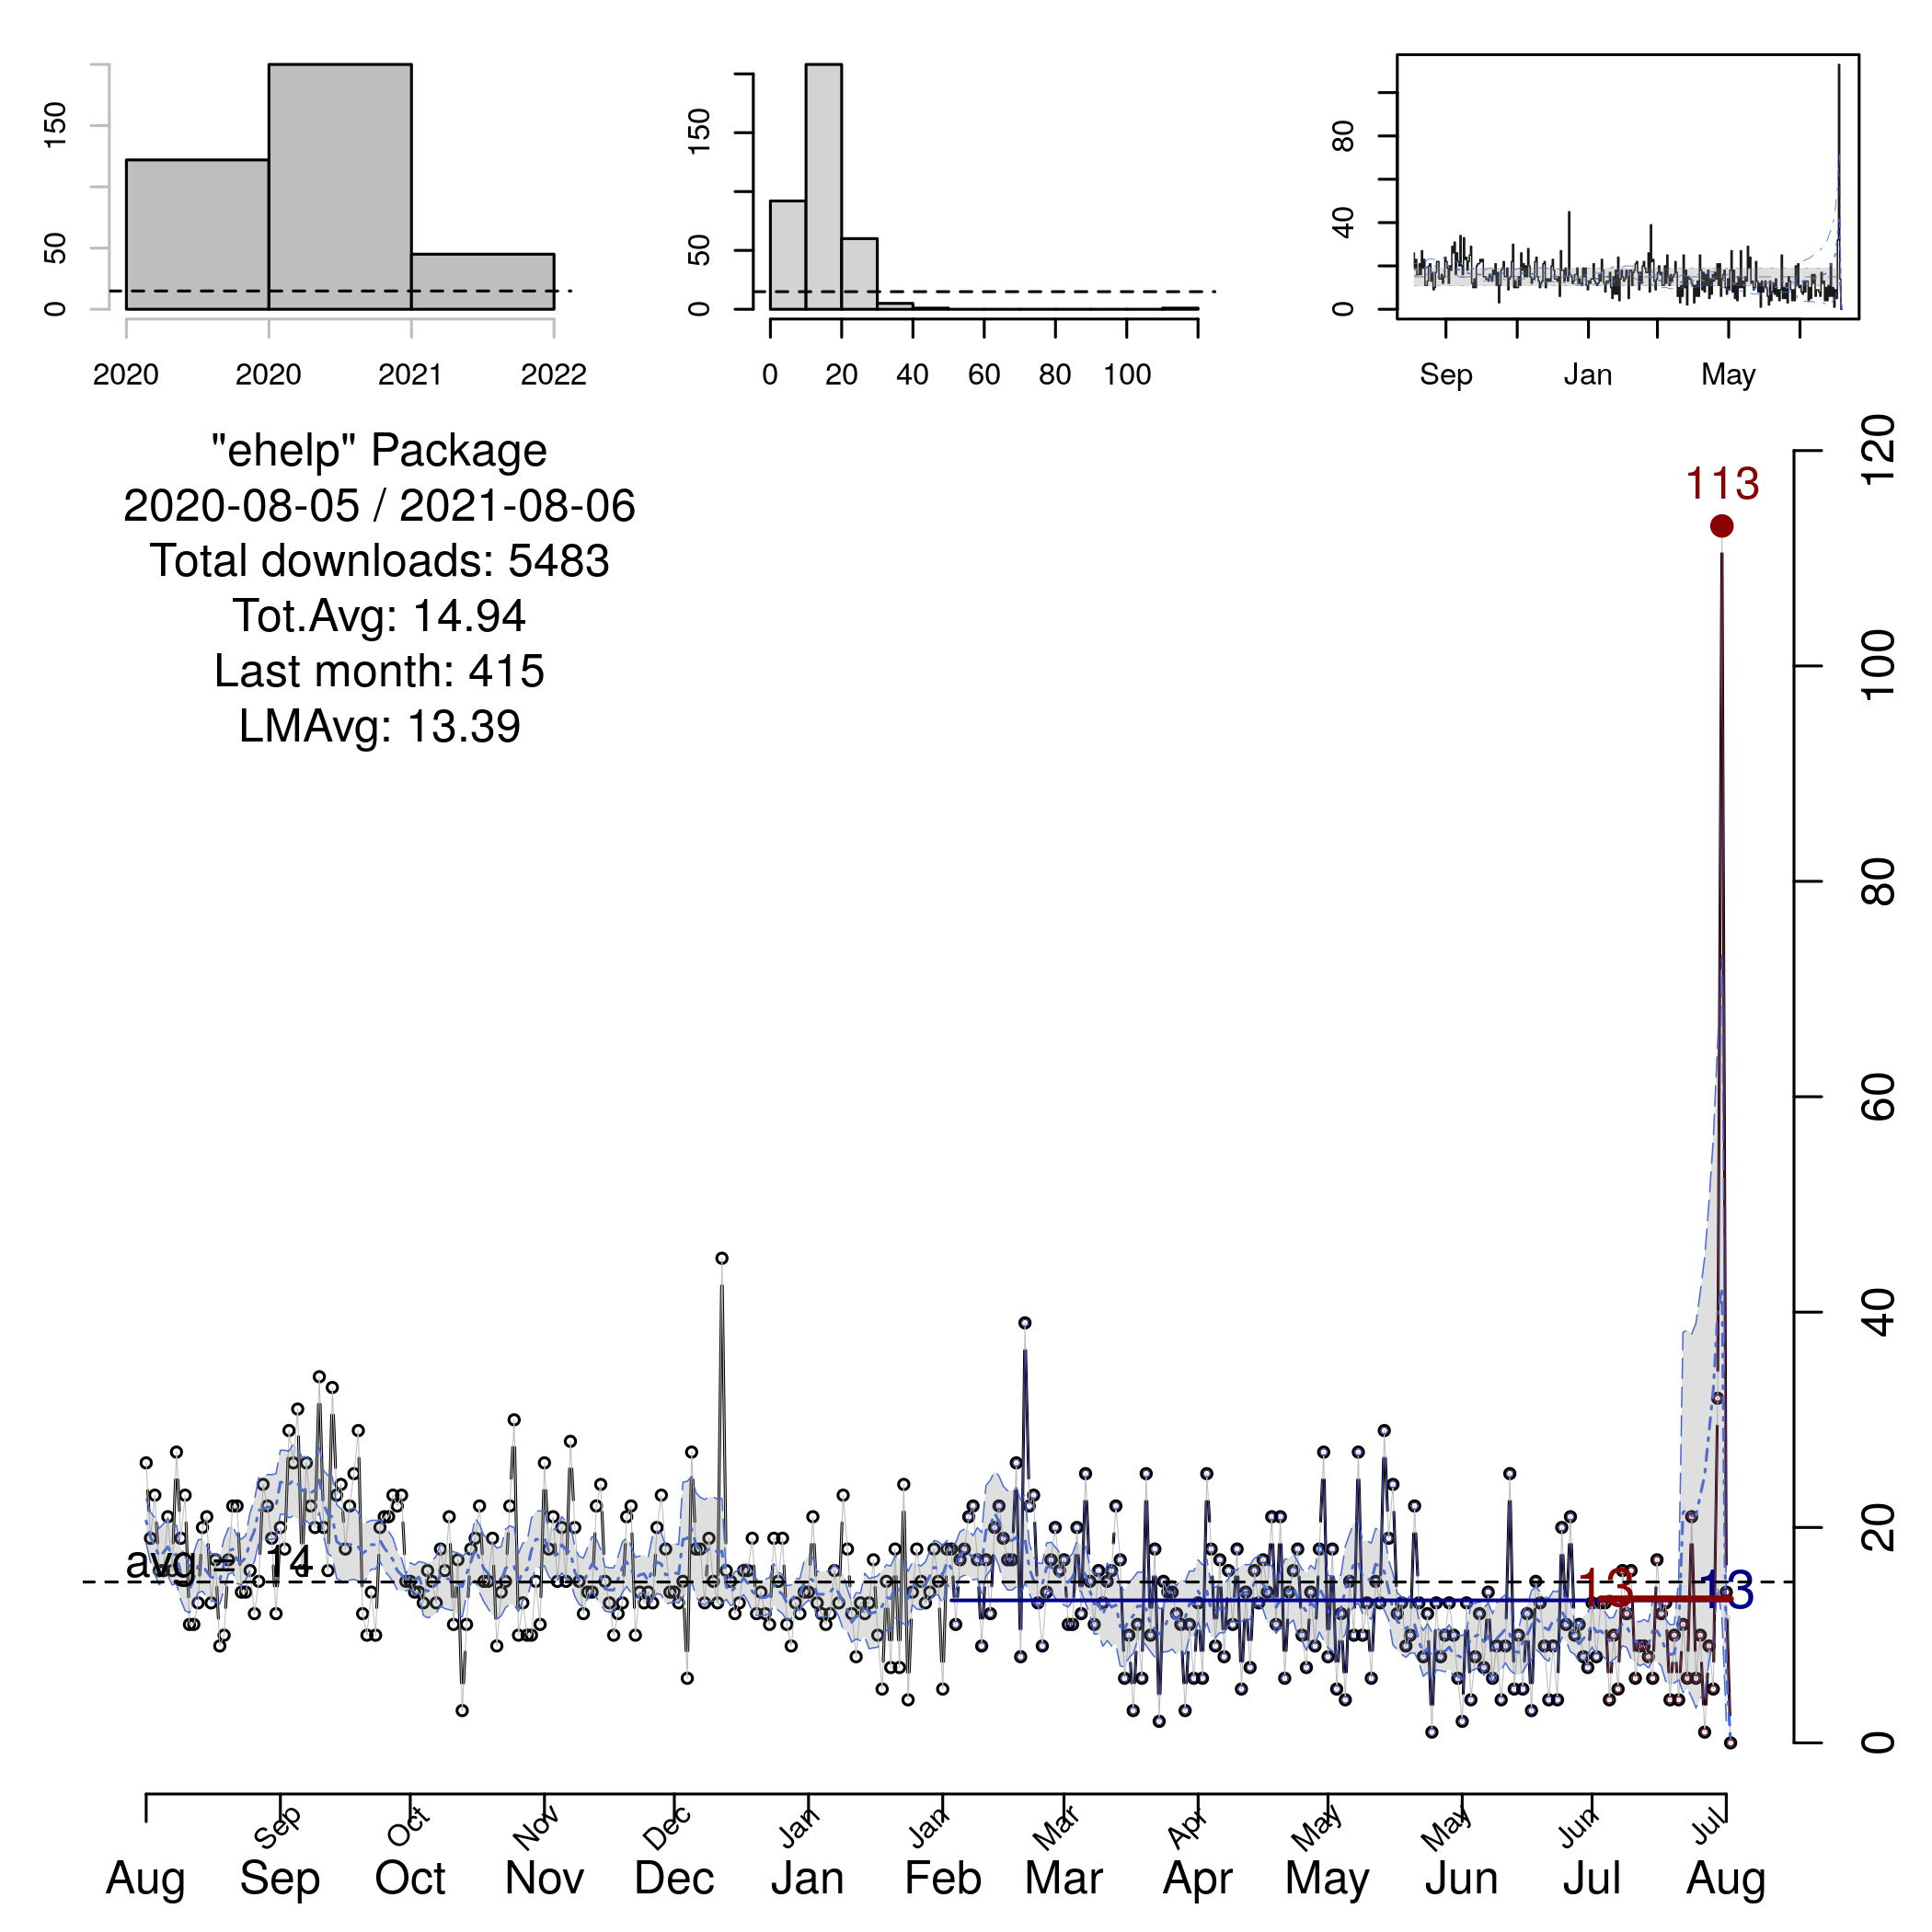 150
50
0
2020 2020 2021 2022
150
50
0
0 20 40 60 80 100
80
40
0
Sep Jan May
"ehelp" Package
2020-08-05 / 2021-08-06
Total downloads: 5483
Tot.Avg: 14.94
Last month: 415
LMAvg: 13.39
113
120
100
80
60
40
20
0
avg = 14
13
13
Sep Oct Nov Dec Jan Jan Mar Apr May May Jun Jul
Aug Sep Oct Nov Dec Jan Feb Mar Apr May Jun Jul Aug